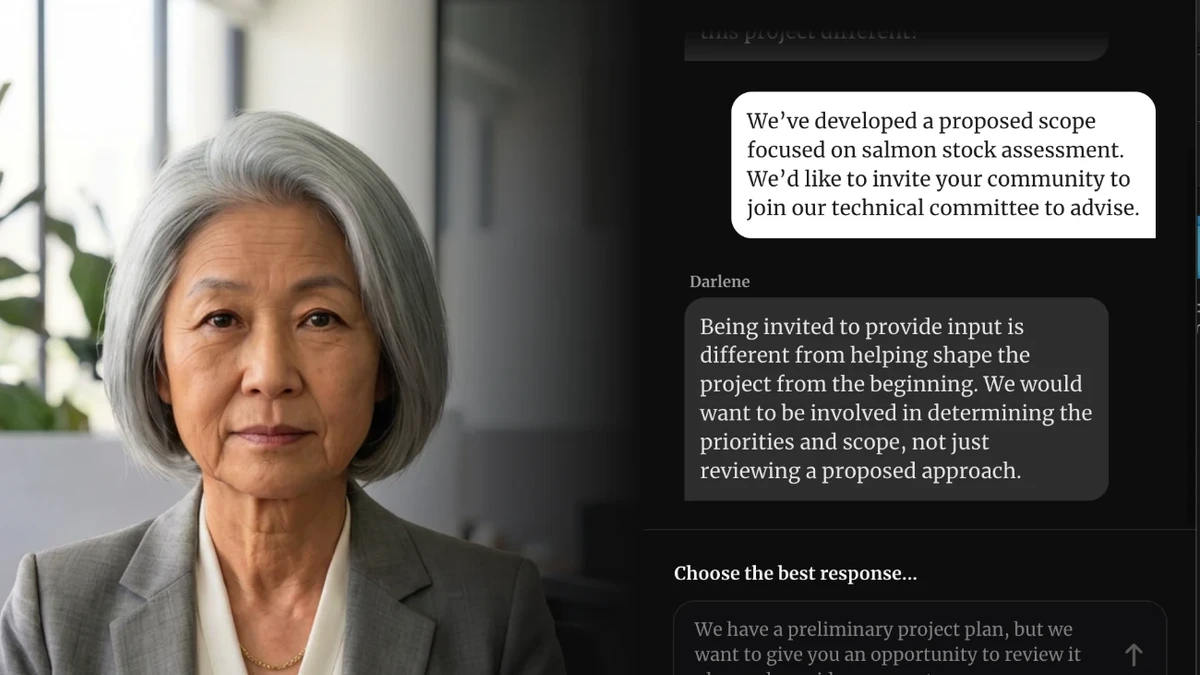 this project different?
We’ve developed a proposed scope
focused on salmon stock assessment.
We’d like to invite your community to
join our technical committee to advise.
Darlene
Being invited to provide input is
different from helping shape the
project from the beginning. We would
want to be involved in determining the
priorities and scope, not just
reviewing a proposed approach.
Choose the best response...
We have a preliminary project plan, but we
want to give you an opportunity to review it